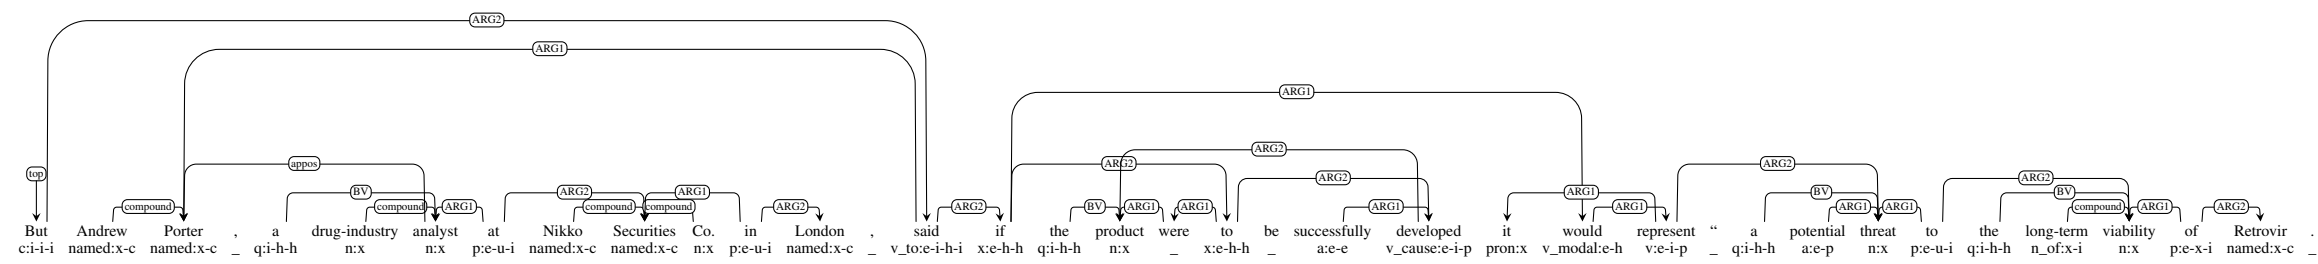 ARG2
ARG1
ARG1
ARG2
appos ARG2 ARG2
top ARG2
BV ARG2 ARG1 ARG1 BV BV
compound compound ARG1 compound compound ARG2 ARG2 BV ARG1 ARG1 ARG1 ARG1 ARG1 ARG1 compound ARG1 ARG2
But Andrew Porter , a drug-industry analyst at Nikko Securities Co. in London , said if the product were to be successfully developed it would represent “ a potential threat to the long-term viability of Retrovir .
c:i-i-i named:x-c named:x-c _ q:i-h-h n:x n:x p:e-u-i named:x-c named:x-c n:x p:e-u-i named:x-c _ v_to:e-i-h-i x:e-h-h q:i-h-h n:x _ x:e-h-h _ a:e-e v_cause:e-i-p pron:x v_modal:e-h v:e-i-p _ q:i-h-h a:e-p n:x p:e-u-i q:i-h-h n_of:x-i n:x p:e-x-i named:x-c _